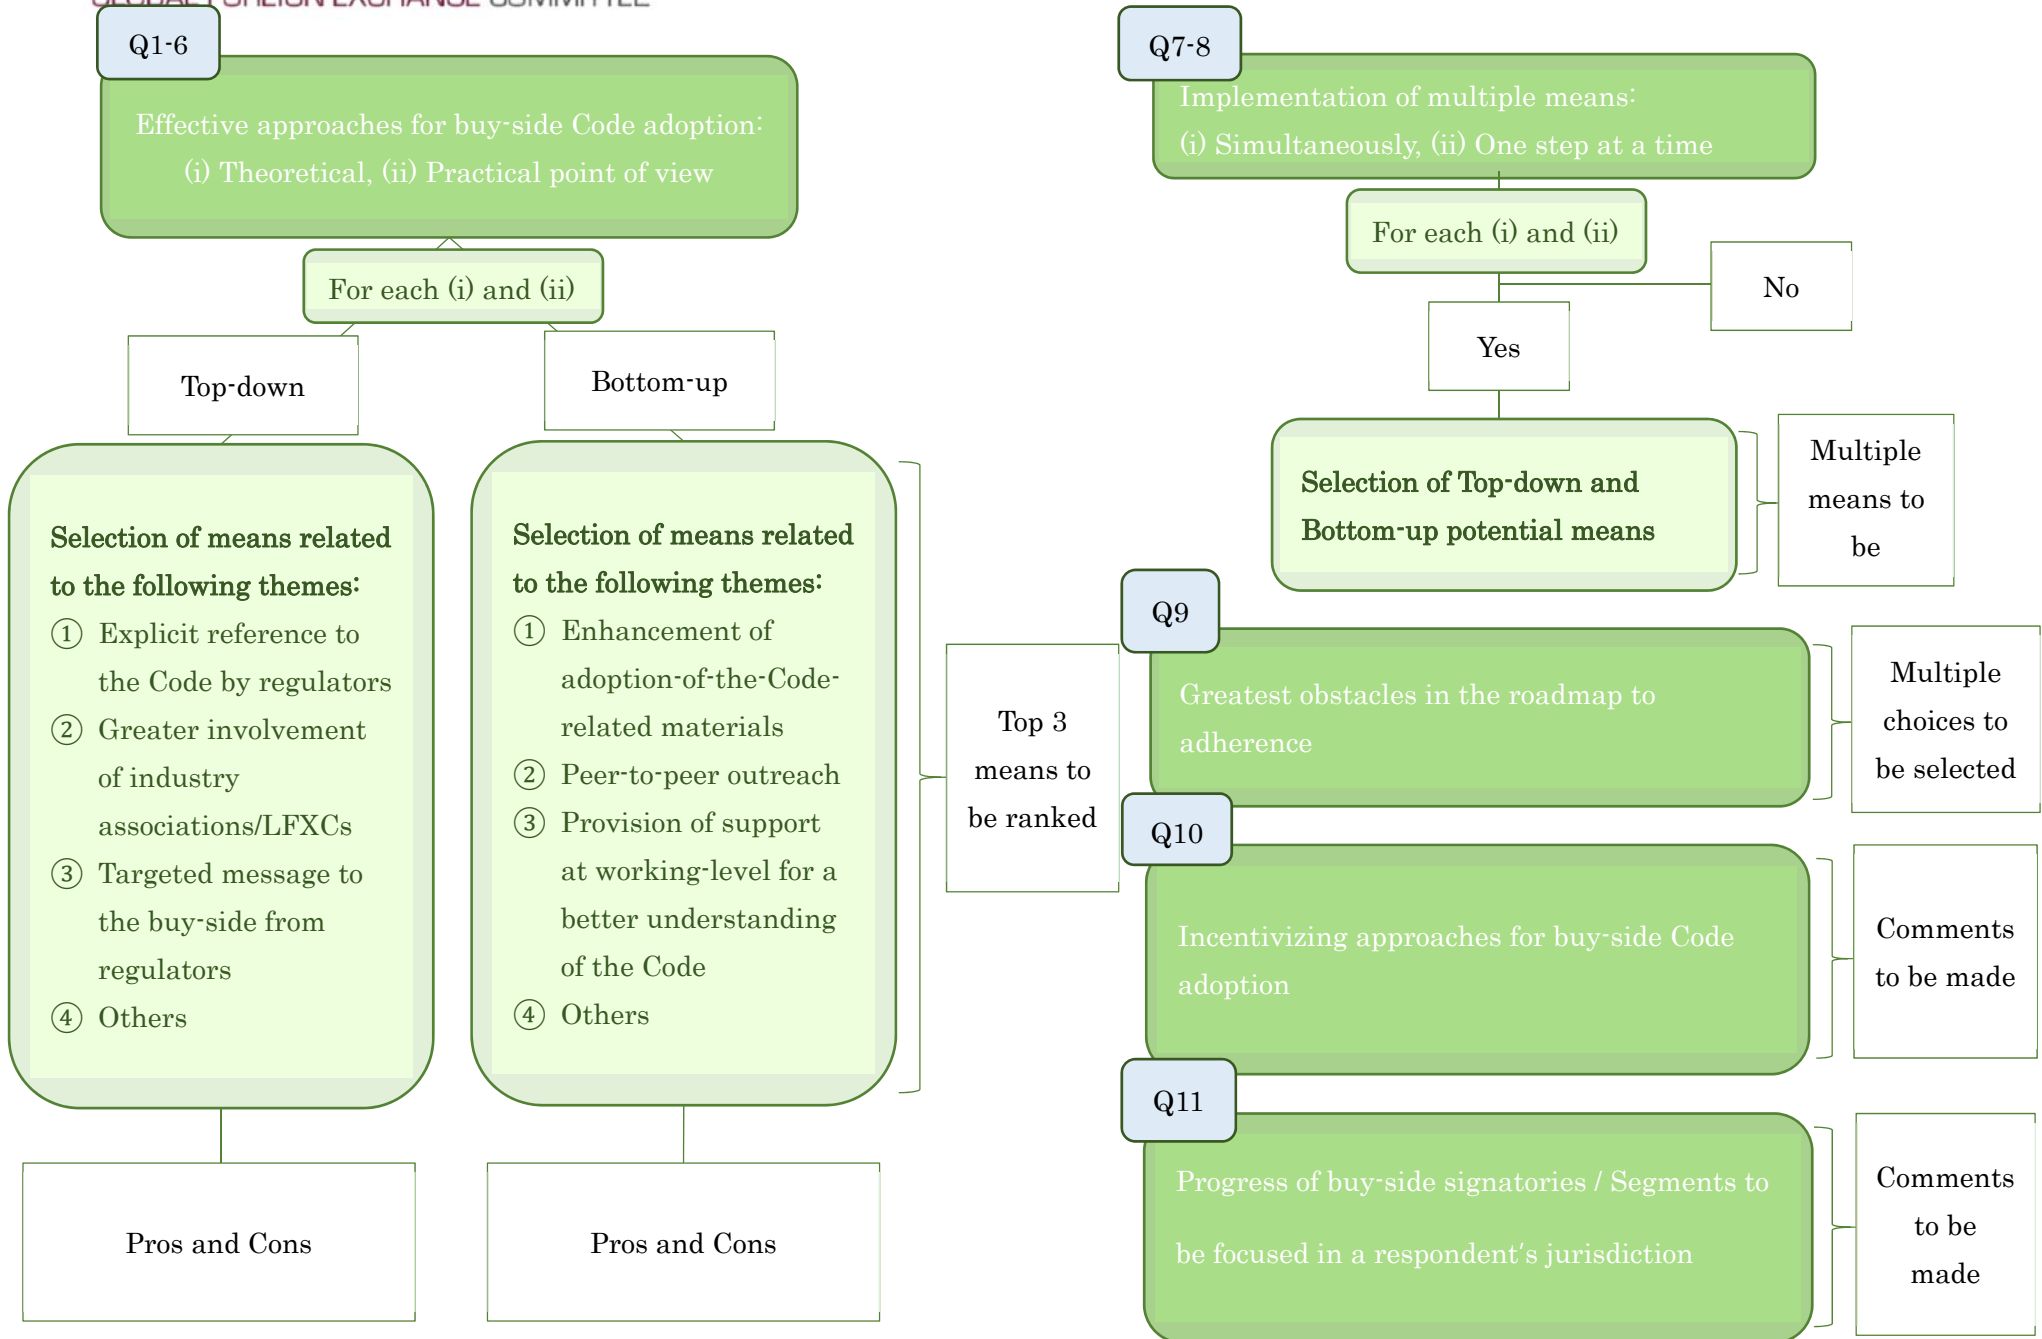 GLOBAL FOREIGN EXCHANGE COMMITTEE
Q1-6
Effective approaches for buy-side Code adoption:
(i) Theoretical, (ii) Practical point of view
For each (i) and (ii)
Top-down
Bottom-up
Selection of means related
to the following themes:
① Explicit reference to
the Code by regulators
② Greater involvement
of industry
associations/LFXCs
③ Targeted message to
the buy-side from
regulators
④ Others
Selection of means related
to the following themes:
① Enhancement of
adoption-of-the-Code-
related materials
② Peer-to-peer outreach
③ Provision of support
at working-level for a
better understanding
of the Code
④ Others
Top 3
means to
be ranked
Pros and Cons
Pros and Cons
Q7-8
Implementation of multiple means:
(i) Simultaneously, (ii) One step at a time
For each (i) and (ii)
No
Yes
Selection of Top-down and
Bottom-up potential means
Multiple
means to
be
Q9
Greatest obstacles in the roadmap to
adherence
Multiple
choices to
be selected
Q10
Incentivizing approaches for buy-side Code
adoption
Comments
to be made
Q11
Progress of buy-side signatories / Segments to
be focused in a respondent's jurisdiction
Comments
to be
made